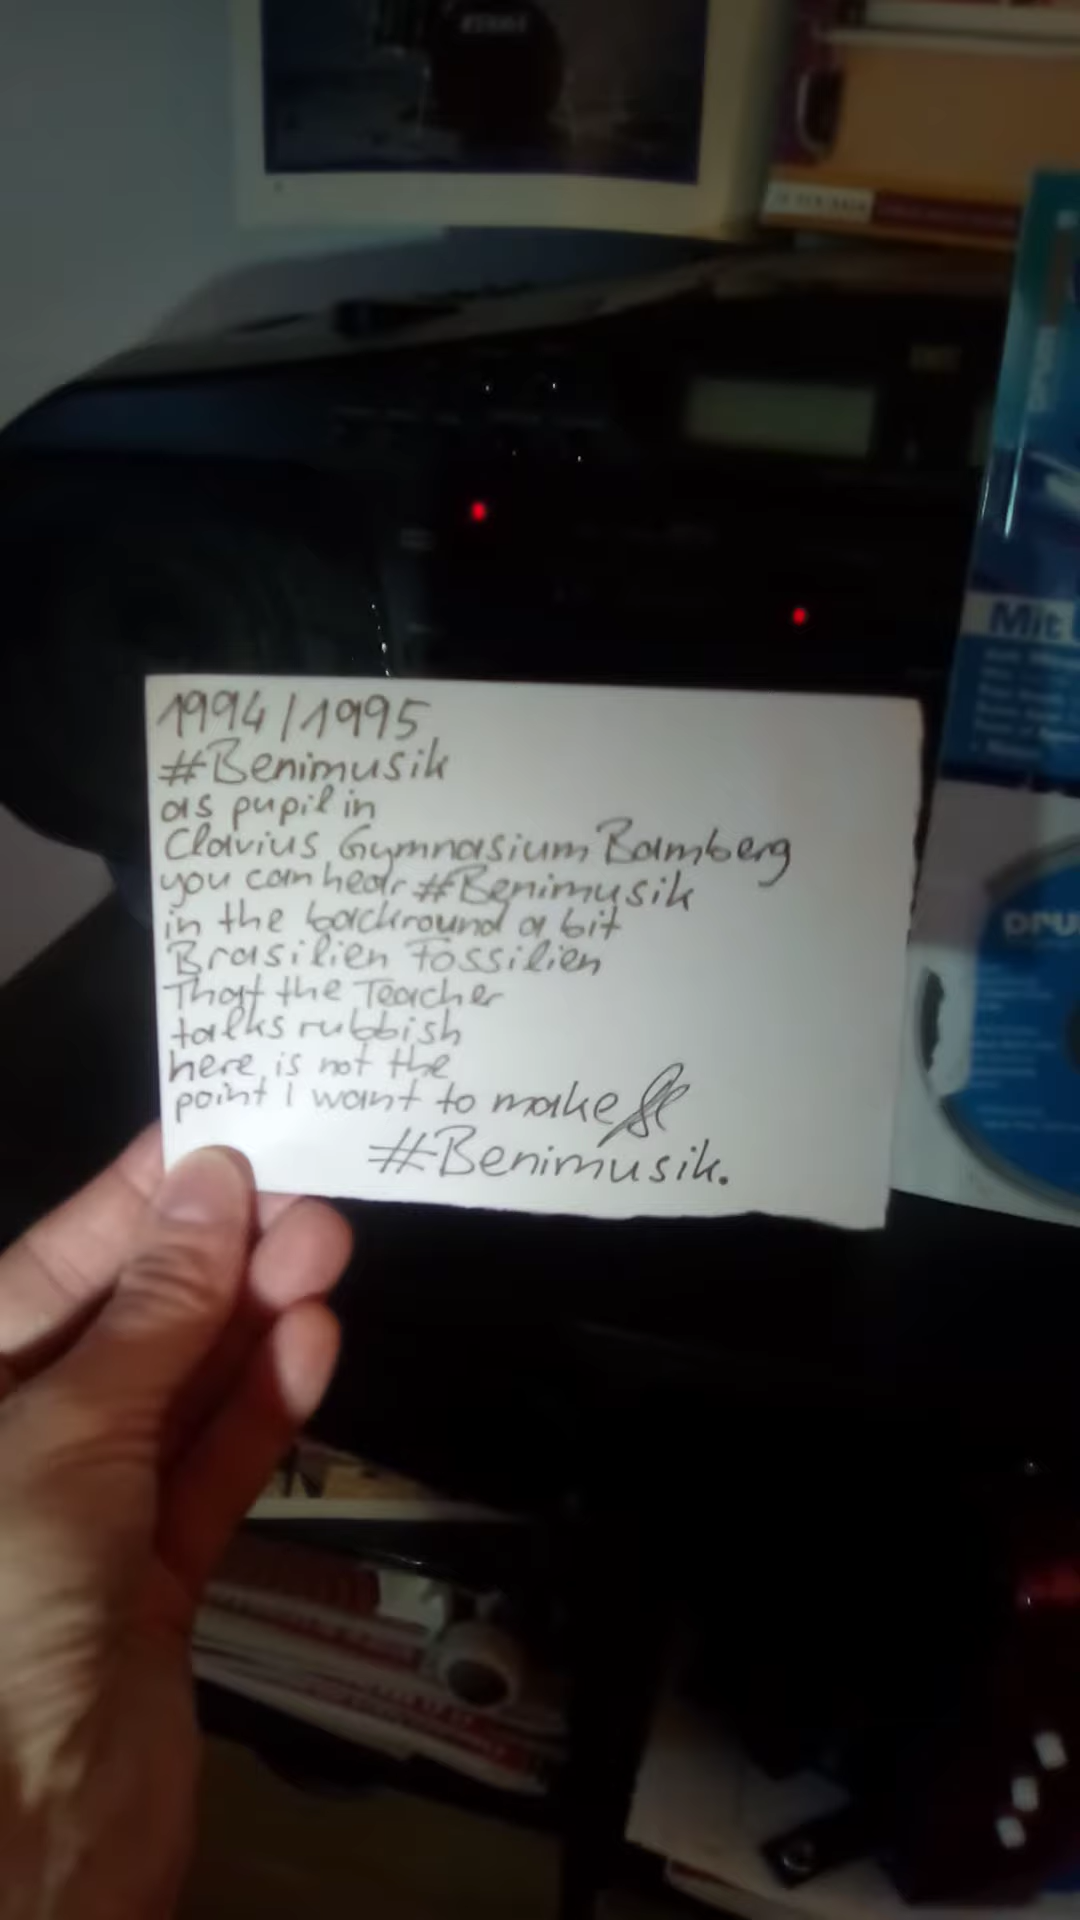 1994/1995
#Benimusik
as pupil in
Clavius Gymnasium Bamberg
you can hear #Benimusik
in the backround a bit
Brasilien Fossilien
That the Teacher
talks rubbish
here is not the
point I want to make
#Benimusik.
Mit
DRU